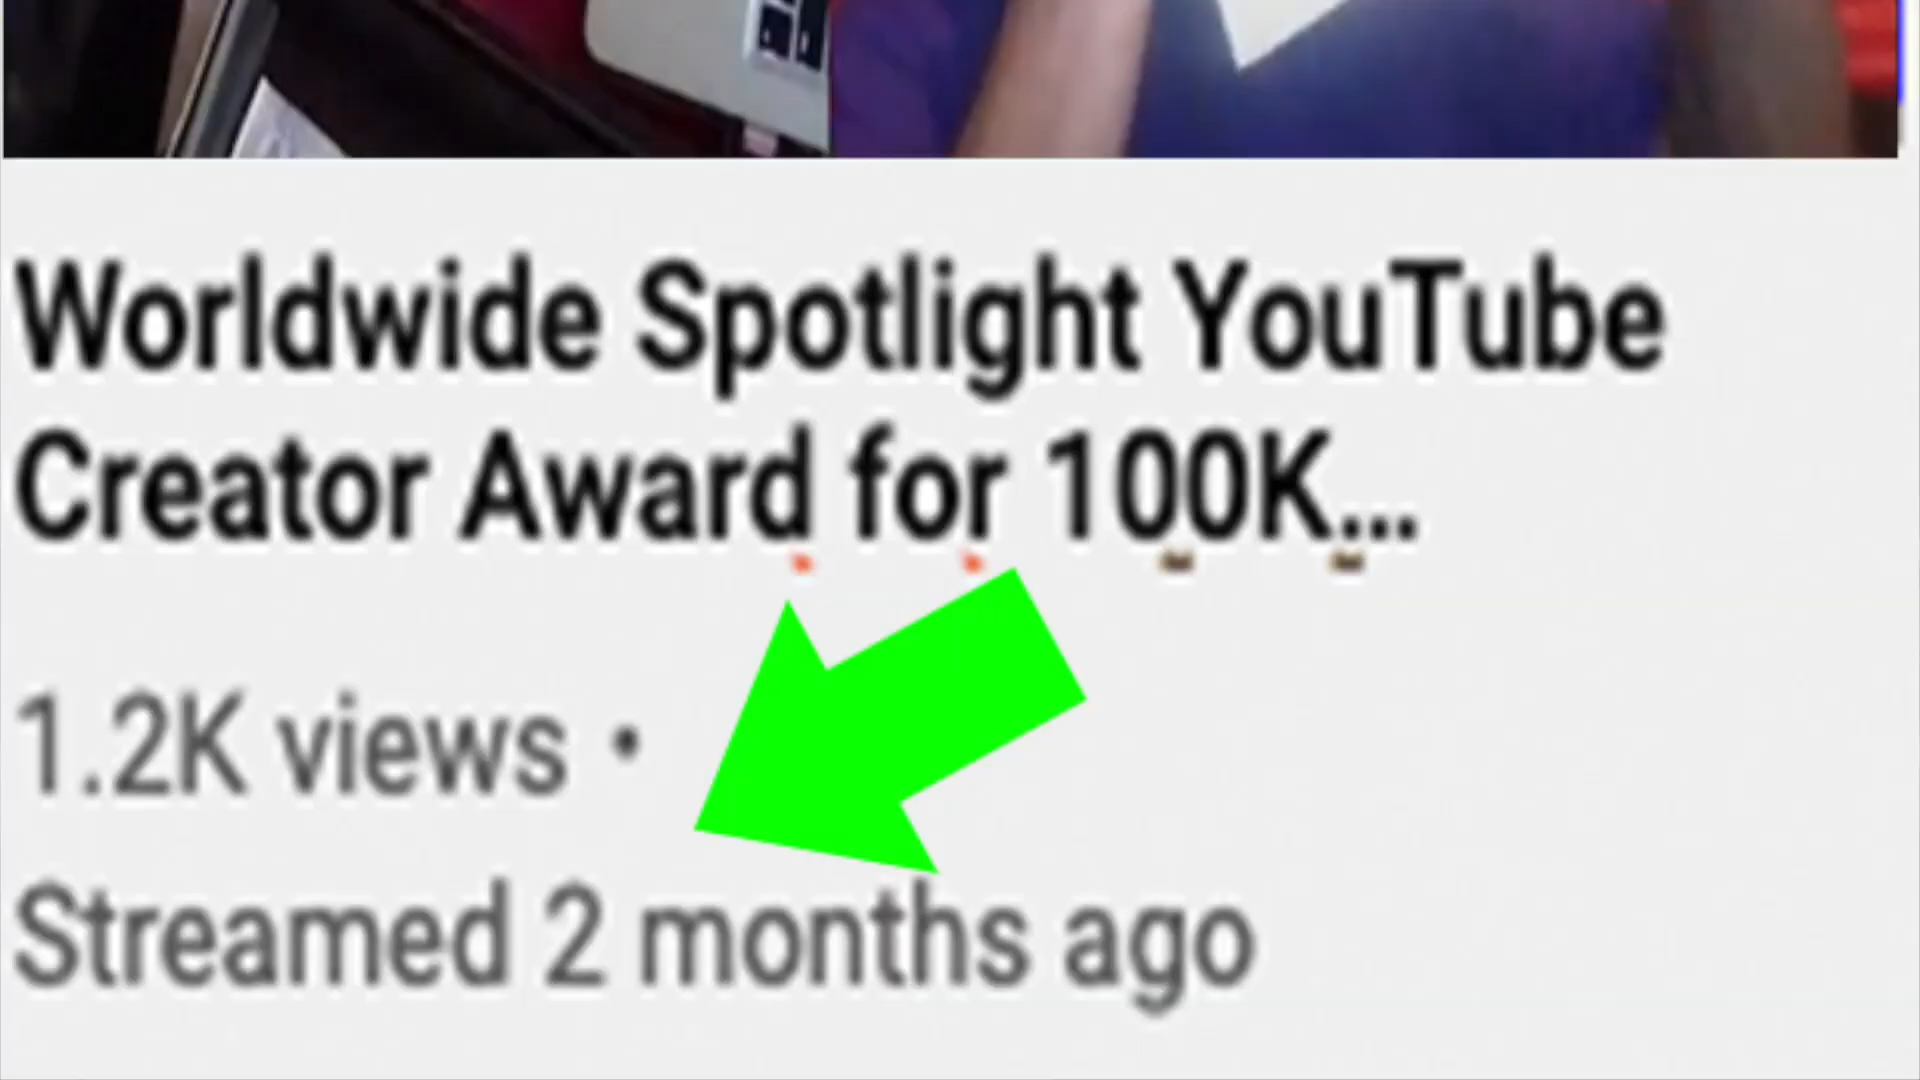 Worldwide Spotlight YouTube
Creator Award for 100K...
1.2K views •
Streamed 2 months ago